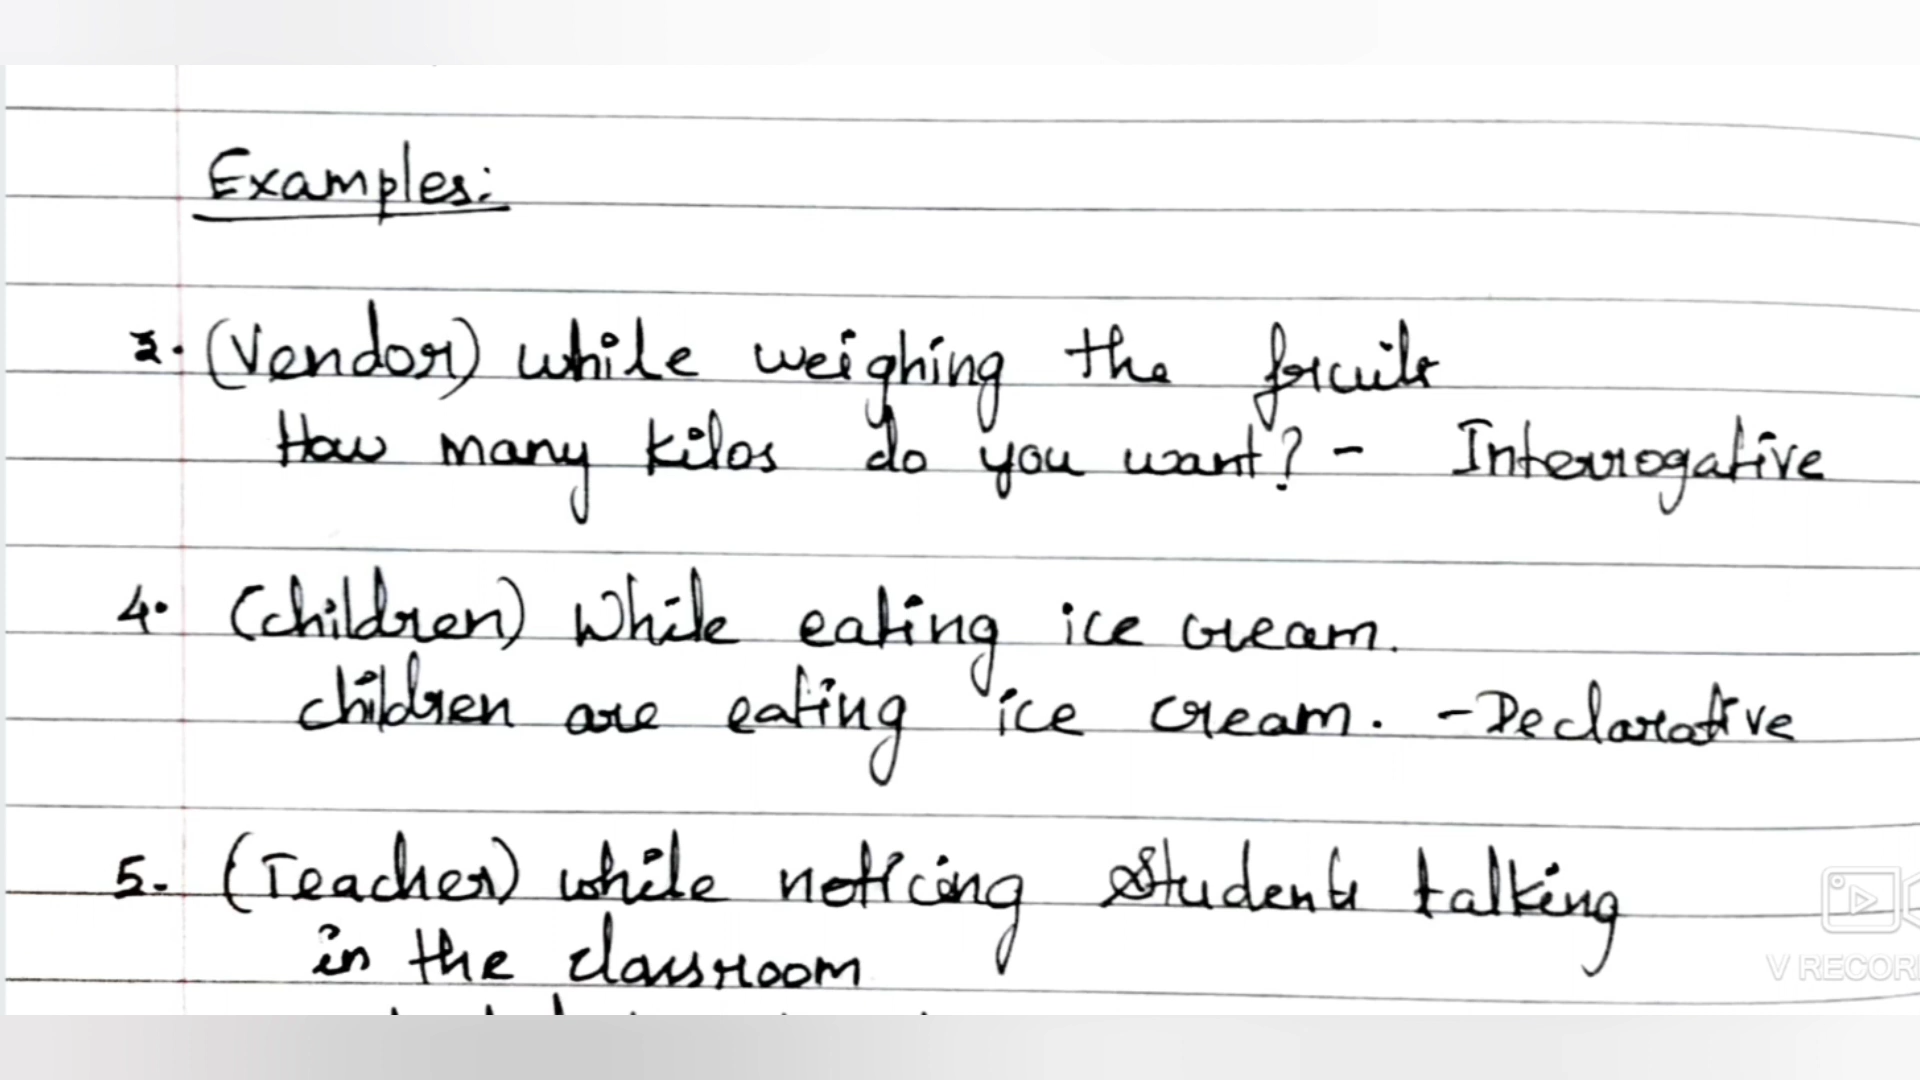 Examples:
3. (Vendor) while weighing the fruits
How many kilos do you want? - Interrogative
4. (children) While eating ice cream.
children are eating ice cream. - Declarative
5. (Teacher) while noticing students talking
in the classroom
V RECOR